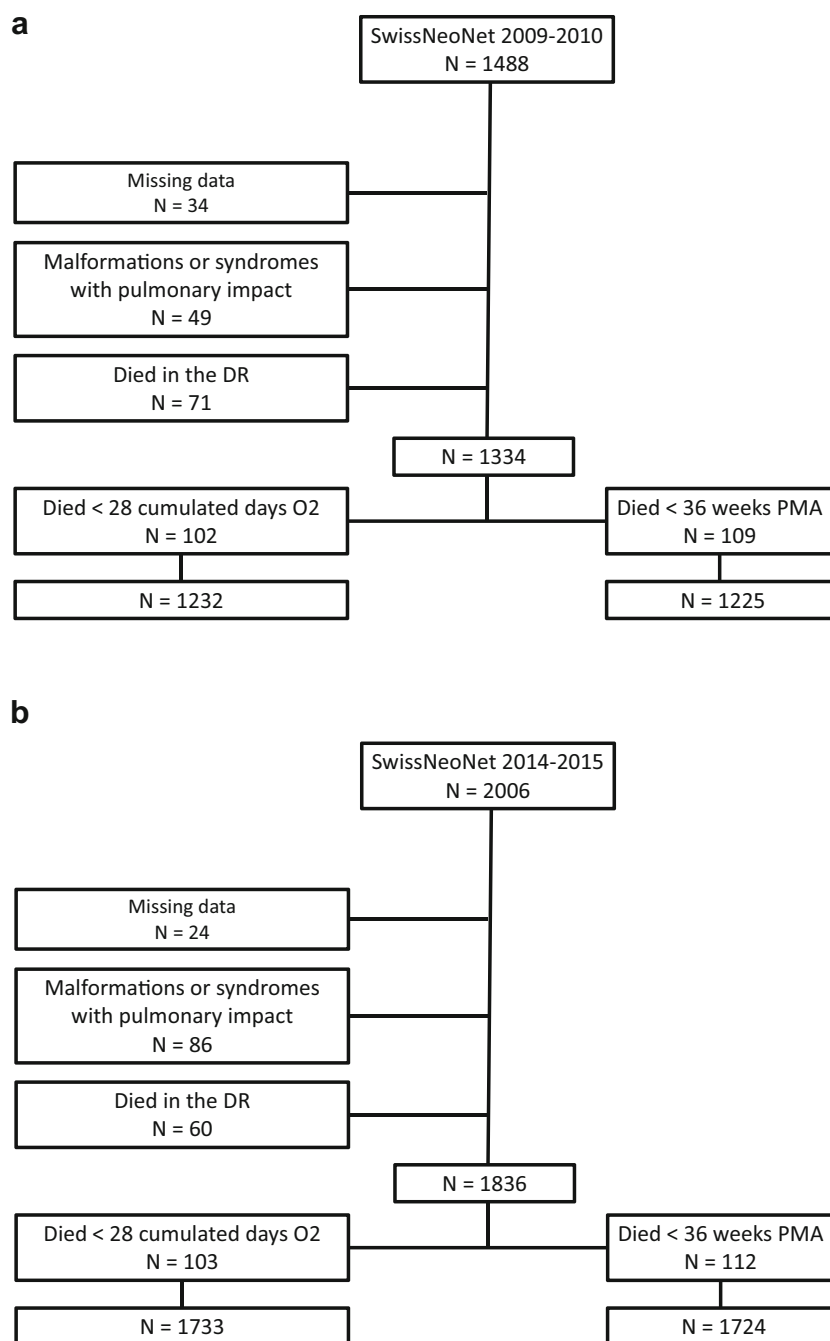 a
SwissNeoNet 2009-2010
N = 1488
Missing data
N = 34
Malformations or syndromes
with pulmonary impact
N = 49
Died in the DR
N = 71
N = 1334
Died < 28 cumulated days O2
N = 102
Died < 36 weeks PMA
N = 109
N = 1232
N = 1225
b
SwissNeoNet 2014-2015
N = 2006
Missing data
N = 24
Malformations or syndromes
with pulmonary impact
N = 86
Died in the DR
N = 60
N = 1836
Died < 28 cumulated days O2
N = 103
Died < 36 weeks PMA
N = 112
N = 1733
N = 1724